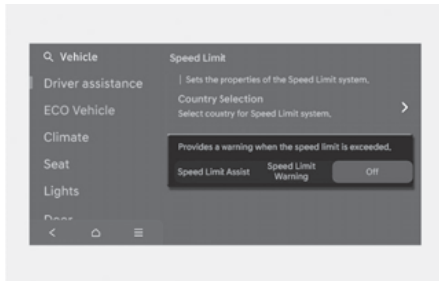 Vehicle
Driver assistance
ECO Vehicle
Climate
Seat
Lights
Door
Speed Limit
Sets the properties of the Speed Limit system.
Country Selection
Select country for Speed Limit system.
Provides a warning when the speed limit is exceeded.
Speed Limit Assist
Speed Limit
Warning
Off